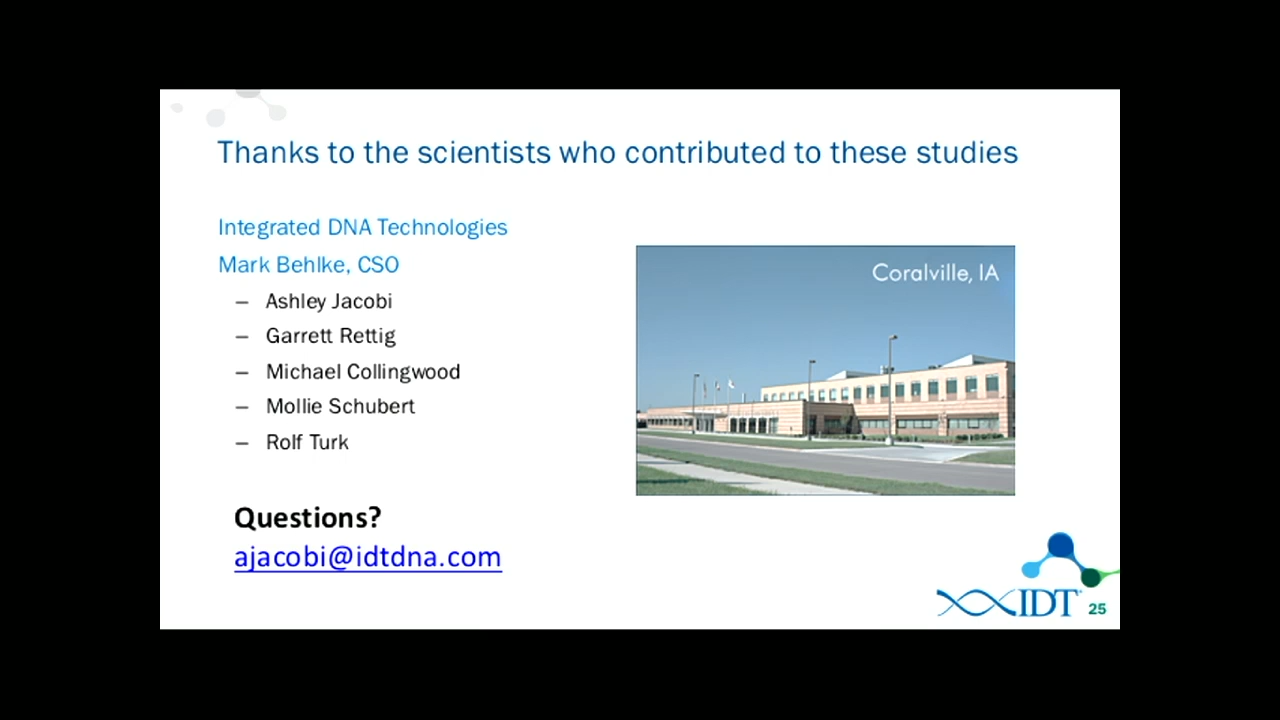 Thanks to the scientists who contributed to these studies
Integrated DNA Technologies
Mark Behlke, CSO
– Ashley Jacobi
– Garrett Rettig
– Michael Collingwood
– Mollie Schubert
– Rolf Turk
Coralville, IA
Questions?
ajacobi@idtdna.com
IDT
25